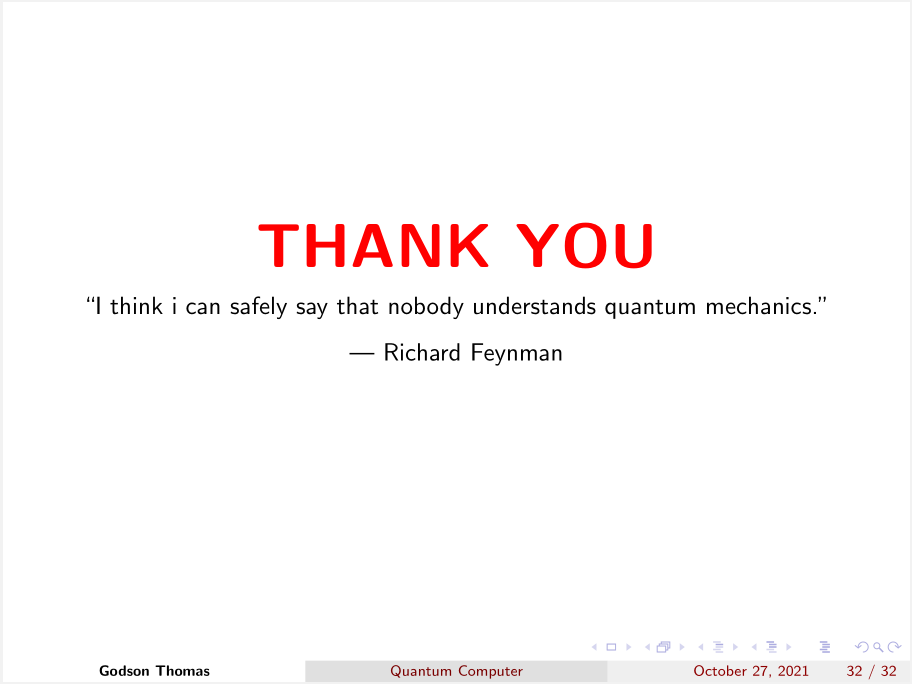 THANK YOU
“I think i can safely say that nobody understands quantum mechanics.”
— Richard Feynman
Godson Thomas Quantum Computer October 27, 2021 32 / 32